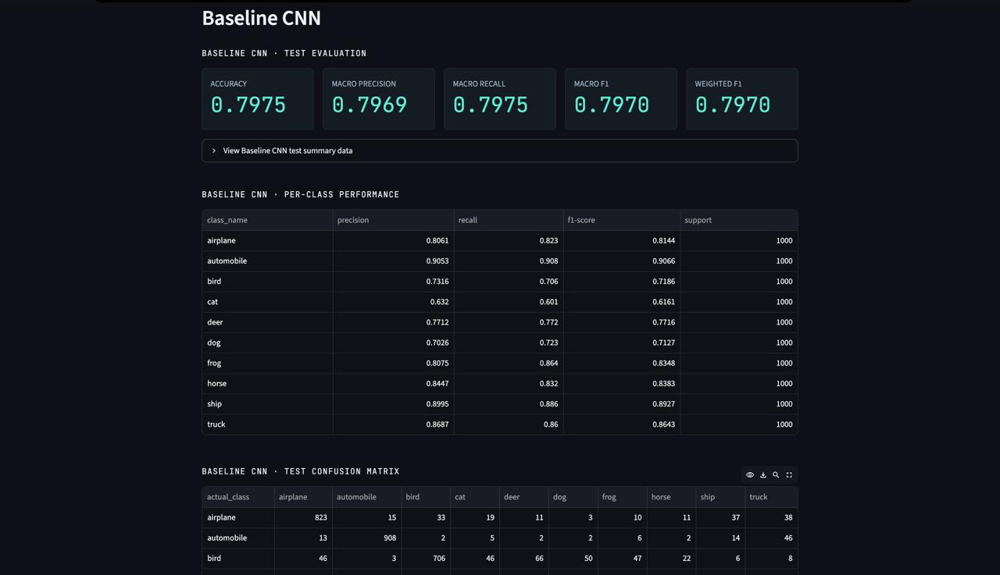 Baseline CNN
BASELINE CNN · TEST EVALUATION
ACCURACY MACRO PRECISION MACRO RECALL MACRO F1 WEIGHTED F1
0.7975 0.7969 0.7975 0.7970 0.7970
View Baseline CNN test summary data
BASELINE CNN · PER-CLASS PERFORMANCE
class_name precision recall f1-score support
airplane 0.8061 0.823 0.8144 1000
automobile 0.9053 0.908 0.9066 1000
bird 0.7316 0.706 0.7186 1000
cat 0.632 0.601 0.6161 1000
deer 0.7712 0.772 0.7716 1000
dog 0.7026 0.723 0.7127 1000
frog 0.8075 0.864 0.8348 1000
horse 0.8447 0.832 0.8383 1000
ship 0.8995 0.886 0.8927 1000
truck 0.8687 0.86 0.8643 1000
BASELINE CNN · TEST CONFUSION MATRIX
actual_class airplane automobile bird cat deer dog frog horse ship truck
airplane 823 15 33 19 11 3 10 11 37 38
automobile 13 908 2 5 2 2 6 2 14 46
bird 46 3 706 46 66 50 47 22 6 8